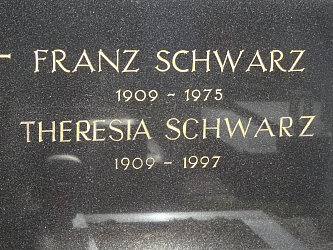 FRANZ SCHWARZ
1909 - 1975
THERESIA SCHWARZ
1909 - 1997